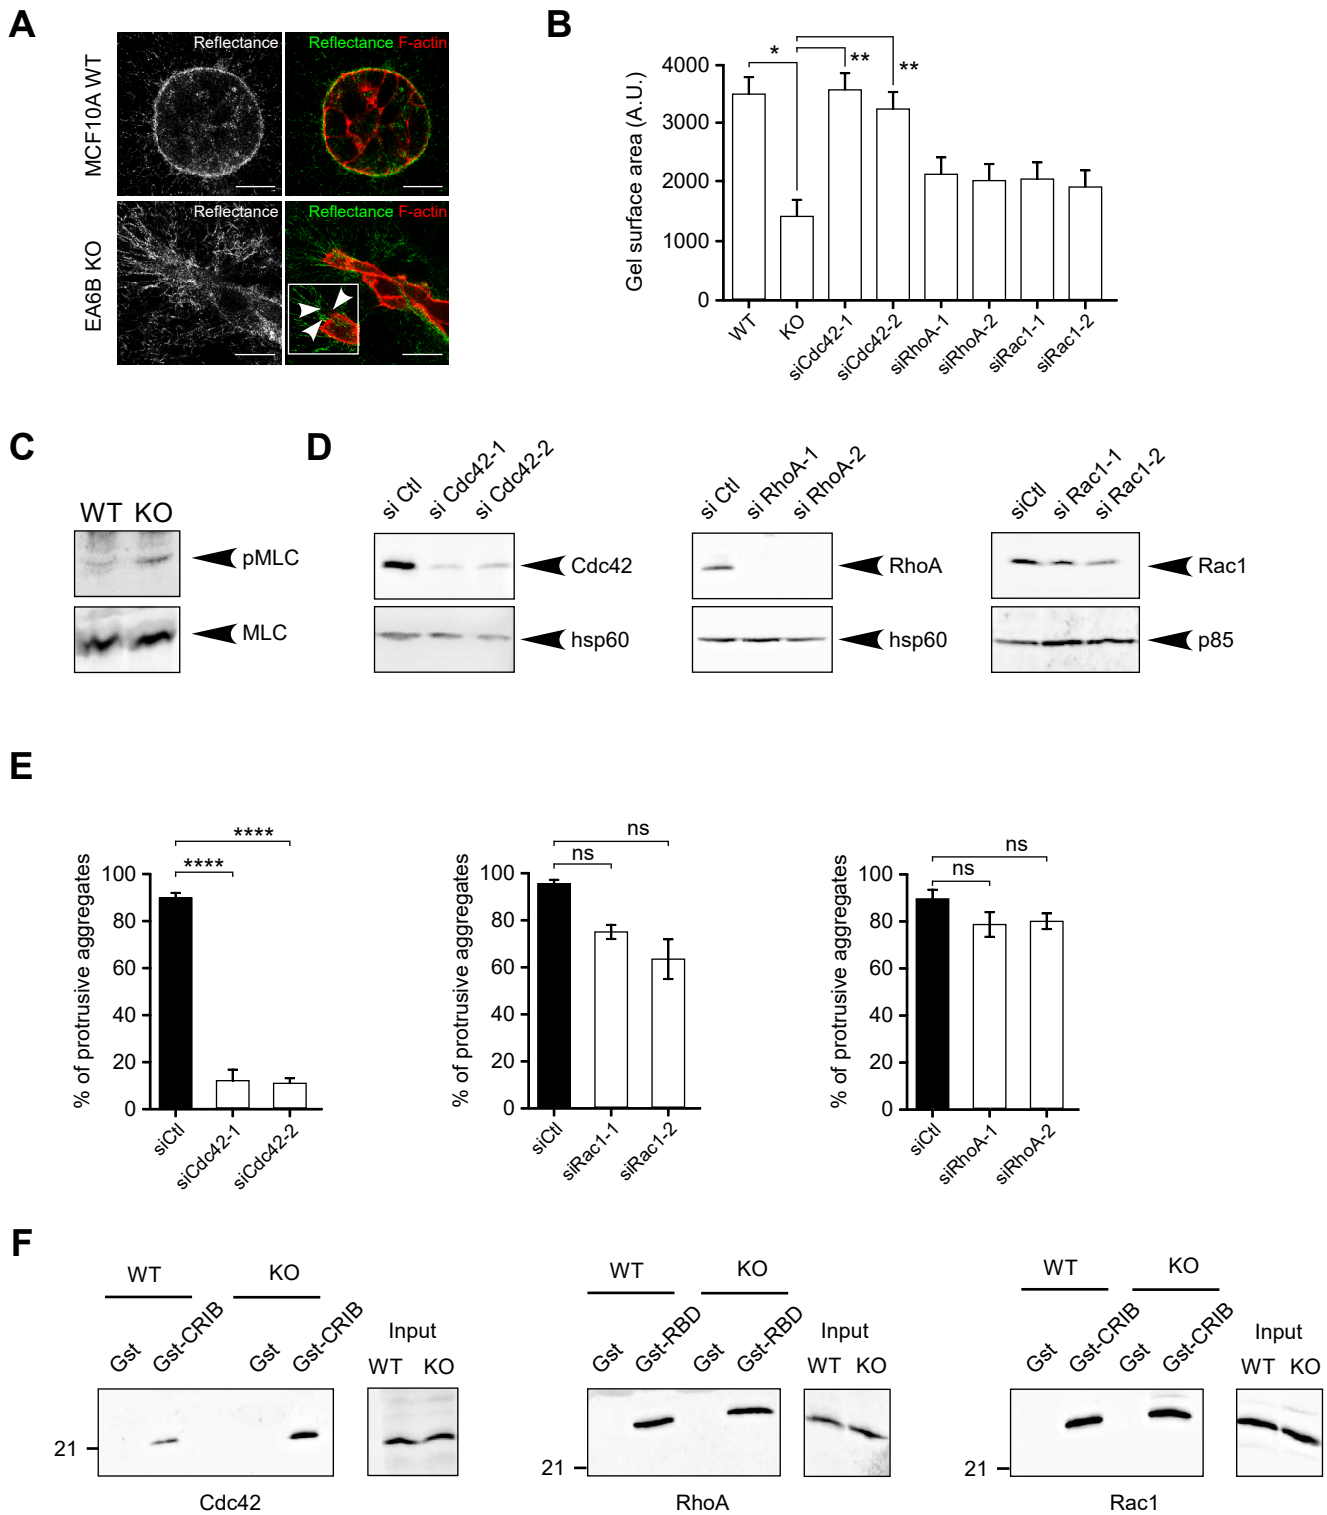 A
MCF10A WT
Reflectance
Reflectance F-actin
EA6B KO
Reflectance
Reflectance F-actin
B
Gel surface area (A.U.)
4000
3000
2000
1000
0
*
**
**
WT
KO
siCdc42-1
siCdc42-2
siRhoA-1
siRhoA-2
siRac1-1
siRac1-2
C
WT KO
pMLC
MLC
D
si Ctl
si Cdc42-1
si Cdc42-2
Cdc42
hsp60
si Ctl
si RhoA-1
si RhoA-2
RhoA
hsp60
siCtl
si Rac1-1
si Rac1-2
Rac1
p85
E
% of protrusive aggregates
100
80
60
40
20
0
****
****
siCtl
siCdc42-1
siCdc42-2
% of protrusive aggregates
100
80
60
40
20
0
ns
ns
siCtl
siRac1-1
siRac1-2
% of protrusive aggregates
100
80
60
40
20
0
ns
ns
siCtl
siRhoA-1
siRhoA-2
F
WT KO
Gst
Gst-CRIB
Gst
Gst-CRIB
Input
WT KO
21
Cdc42
WT KO
Gst
Gst-RBD
Gst
Gst-RBD
Input
WT KO
21
RhoA
WT KO
Gst
Gst-CRIB
Gst
Gst-CRIB
Input
WT KO
21
Rac1